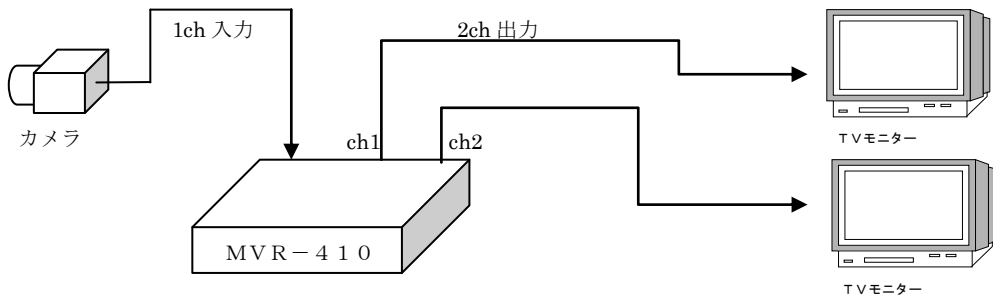 1ch 入力
2ch 出力
カメラ
ch1
ch2
TVモニター
MVR－410
TVモニター